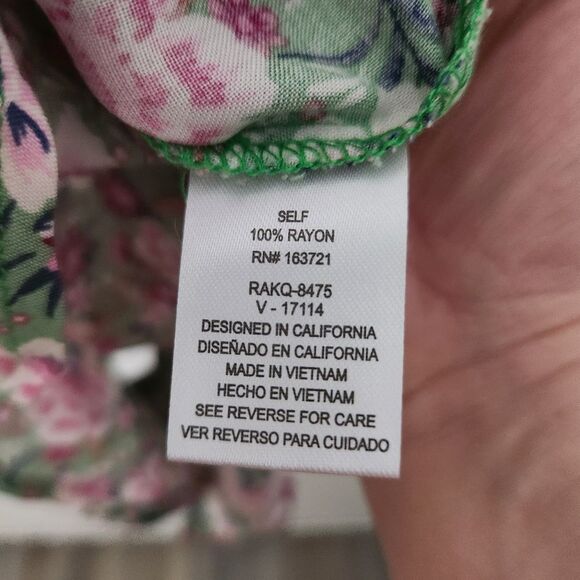 SELF
100% RAYON
RN# 163721
RAKQ-8475
V - 17114
DESIGNED IN CALIFORNIA
DISEÑADO EN CALIFORNIA
MADE IN VIETNAM
HECHO EN VIETNAM
SEE REVERSE FOR CARE
VER REVERSO PARA CUIDADO